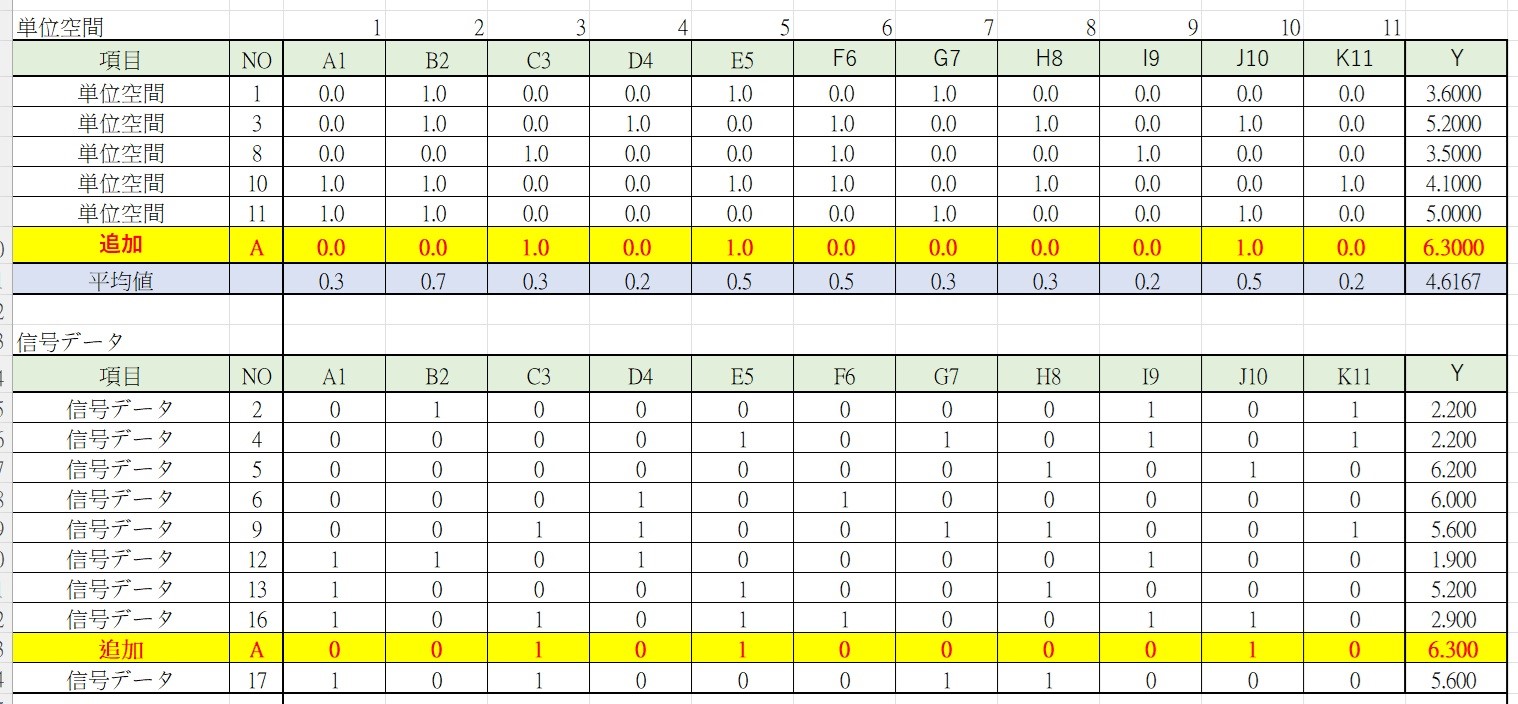 単位空間 1 2 3 4 5 6 7 8 9 10 11
項目 NO A1 B2 C3 D4 E5 F6 G7 H8 I9 J10 K11 Y
単位空間 1 0.0 1.0 0.0 0.0 1.0 0.0 1.0 0.0 0.0 0.0 0.0 3.6000
単位空間 3 0.0 1.0 0.0 1.0 0.0 1.0 0.0 1.0 0.0 1.0 0.0 5.2000
単位空間 8 0.0 0.0 1.0 0.0 0.0 1.0 0.0 0.0 1.0 0.0 0.0 3.5000
単位空間 10 1.0 1.0 0.0 0.0 1.0 1.0 0.0 1.0 0.0 0.0 1.0 4.1000
単位空間 11 1.0 1.0 0.0 0.0 0.0 0.0 1.0 0.0 0.0 1.0 0.0 5.0000
追加 A 0.0 0.0 1.0 0.0 1.0 0.0 0.0 0.0 0.0 1.0 0.0 6.3000
平均値 0.3 0.7 0.3 0.2 0.5 0.5 0.3 0.3 0.2 0.5 0.2 4.6167
信号データ
項目 NO A1 B2 C3 D4 E5 F6 G7 H8 I9 J10 K11 Y
信号データ 2 0 1 0 0 0 0 0 0 1 0 1 2.200
信号データ 4 0 0 0 0 1 0 1 0 1 0 1 2.200
信号データ 5 0 0 0 0 0 0 0 1 0 1 0 6.200
信号データ 6 0 0 0 1 0 1 0 0 0 0 0 6.000
信号データ 9 0 0 1 1 0 0 1 1 0 0 1 5.600
信号データ 12 1 1 0 1 0 0 0 0 1 0 0 1.900
信号データ 13 1 0 0 0 1 0 0 1 0 0 0 5.200
信号データ 16 1 0 1 0 1 1 0 0 1 1 0 2.900
追加 A 0 0 1 0 1 0 0 0 0 1 0 6.300
信号データ 17 1 0 1 0 0 0 1 1 0 0 0 5.600